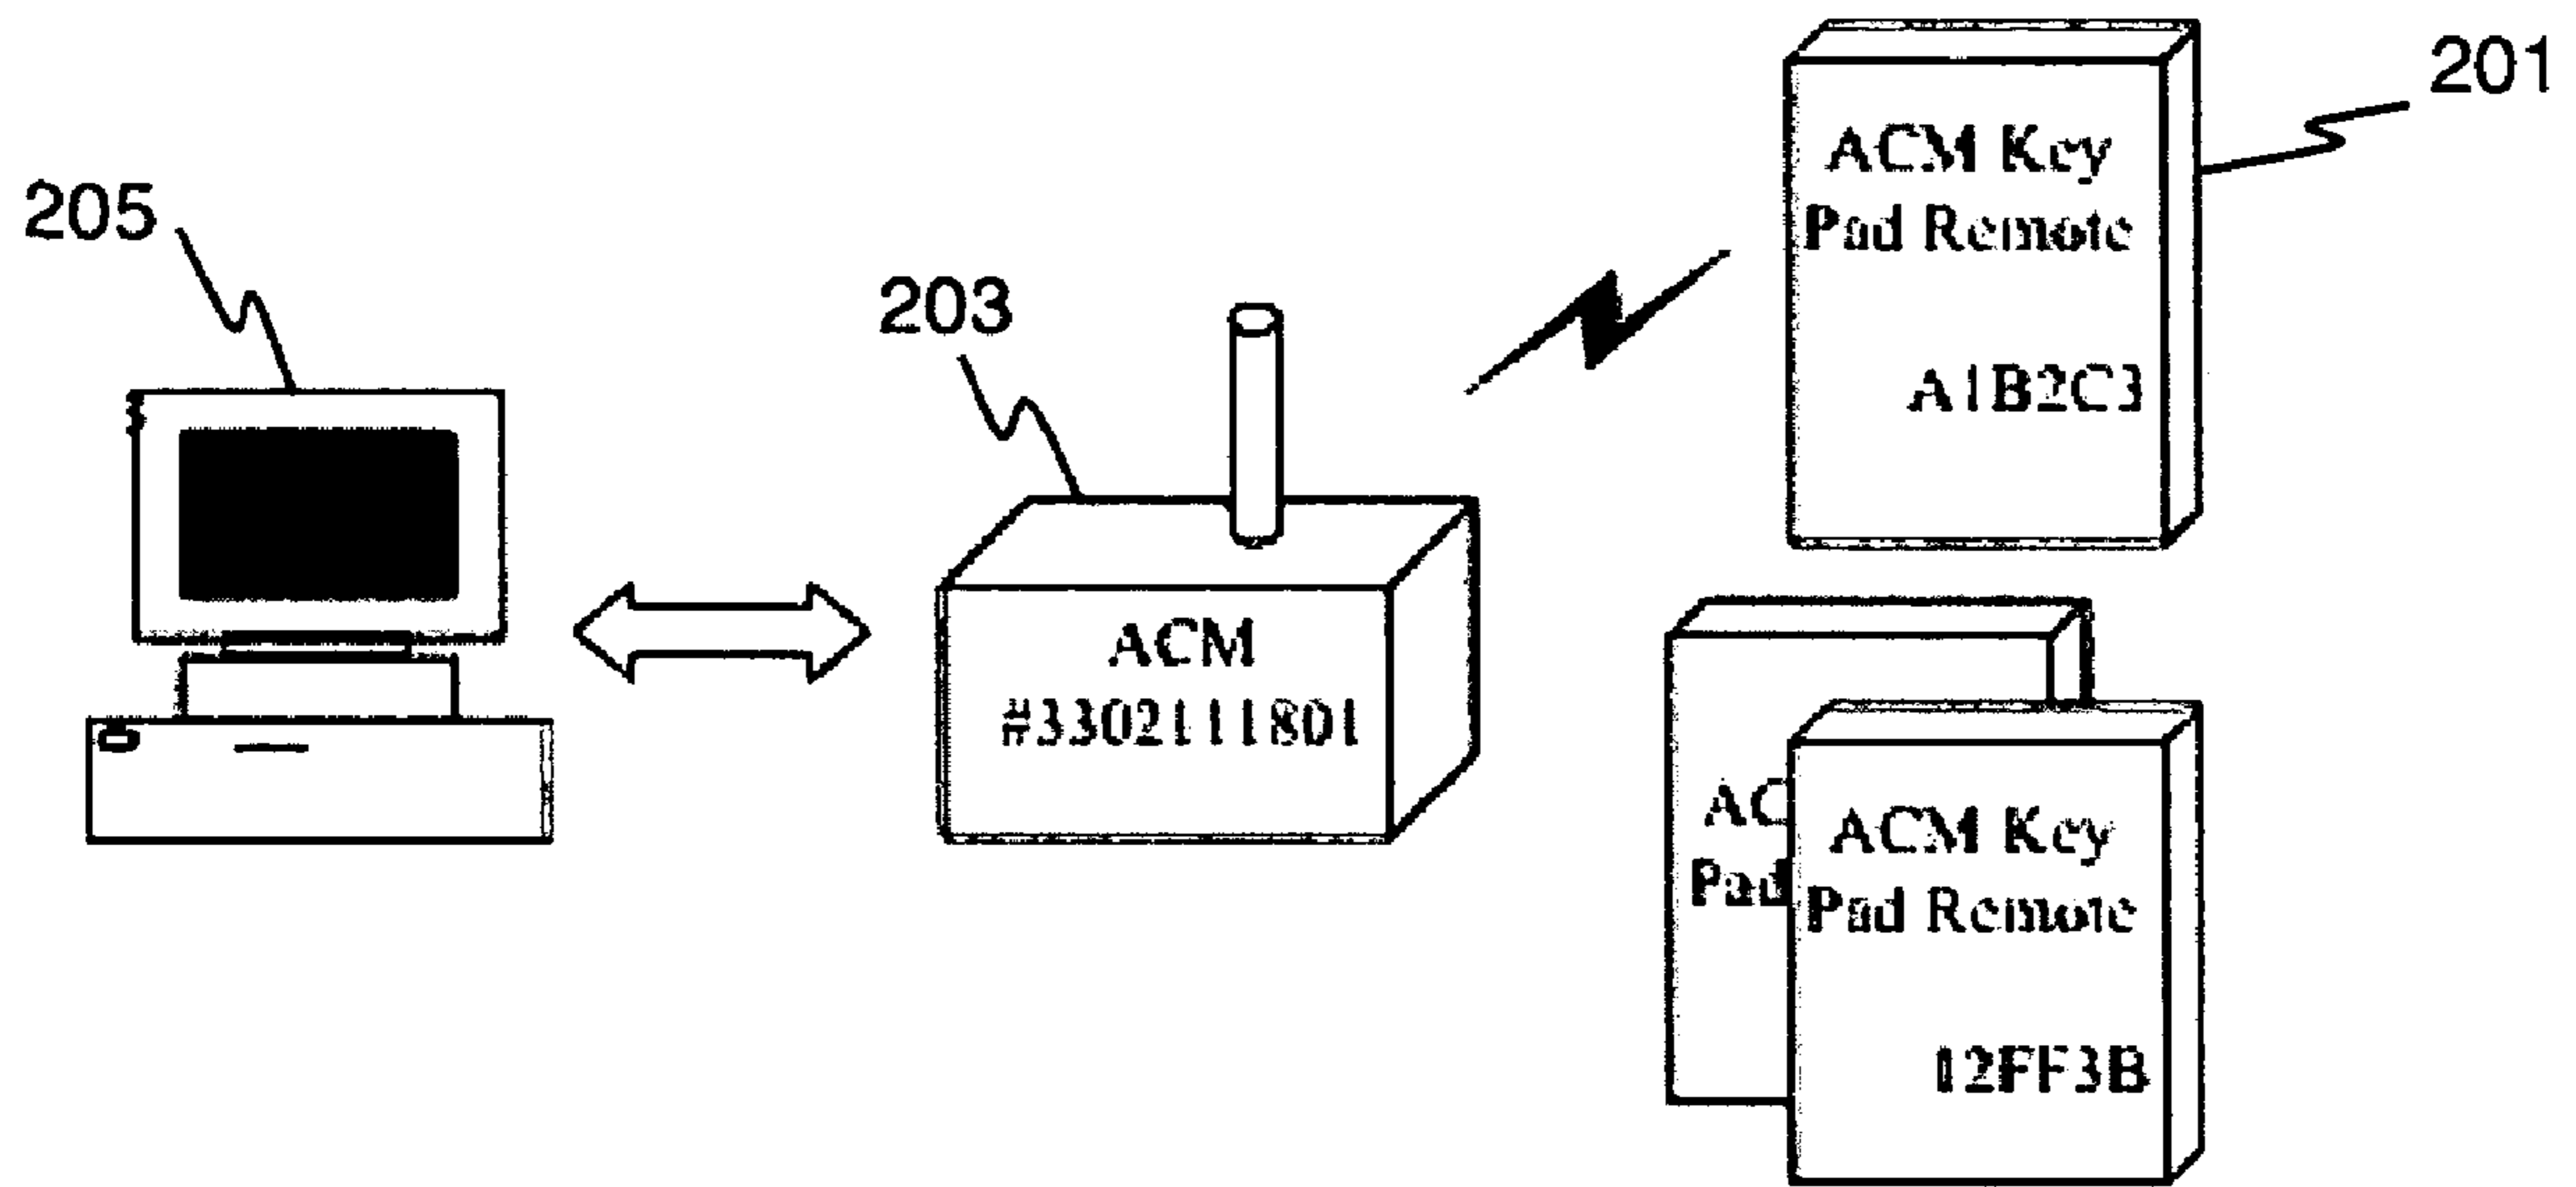 201
ACM Key
Pad Remote
A1B2C3
205
203
ACM
#3302111801
AC
Pad
ACM Key
Pad Remote
12FF3B